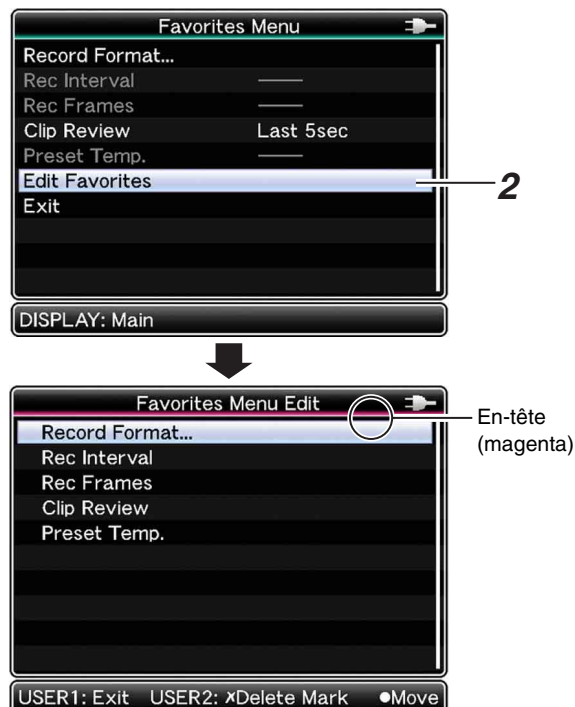 Favorites Menu
Record Format...
Rec Interval ——
Rec Frames ——
Clip Review Last 5sec
Preset Temp. ——
Edit Favorites
2
Exit
DISPLAY: Main
Favorites Menu Edit
En-tête
(magenta)
Record Format...
Rec Interval
Rec Frames
Clip Review
Preset Temp.
USER1: Exit USER2: ✗Delete Mark ●Move